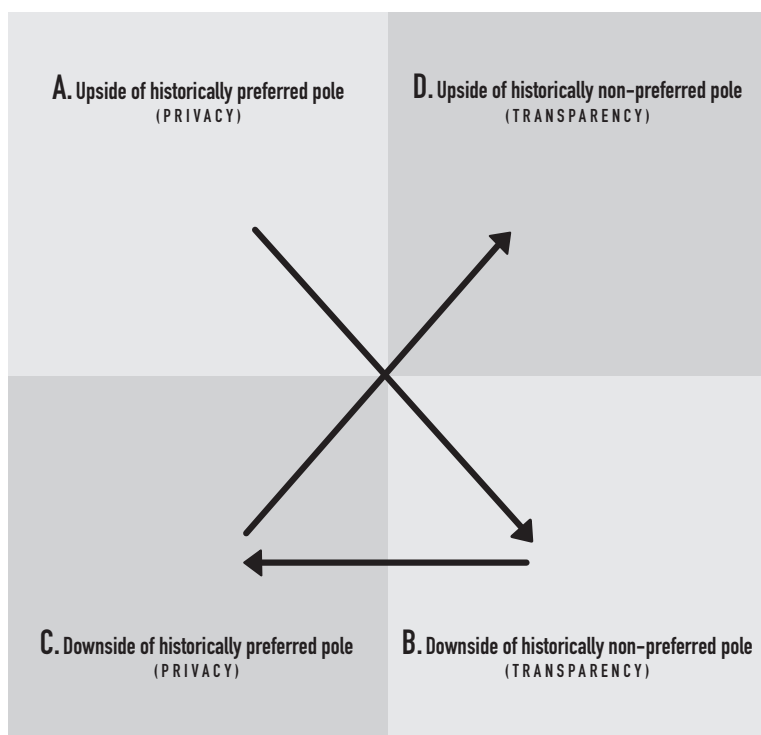 A. Upside of historically preferred pole
(PRIVACY)
D. Upside of historically non-preferred pole
(TRANSPARENCY)
C. Downside of historically preferred pole
(PRIVACY)
B. Downside of historically non-preferred pole
(TRANSPARENCY)